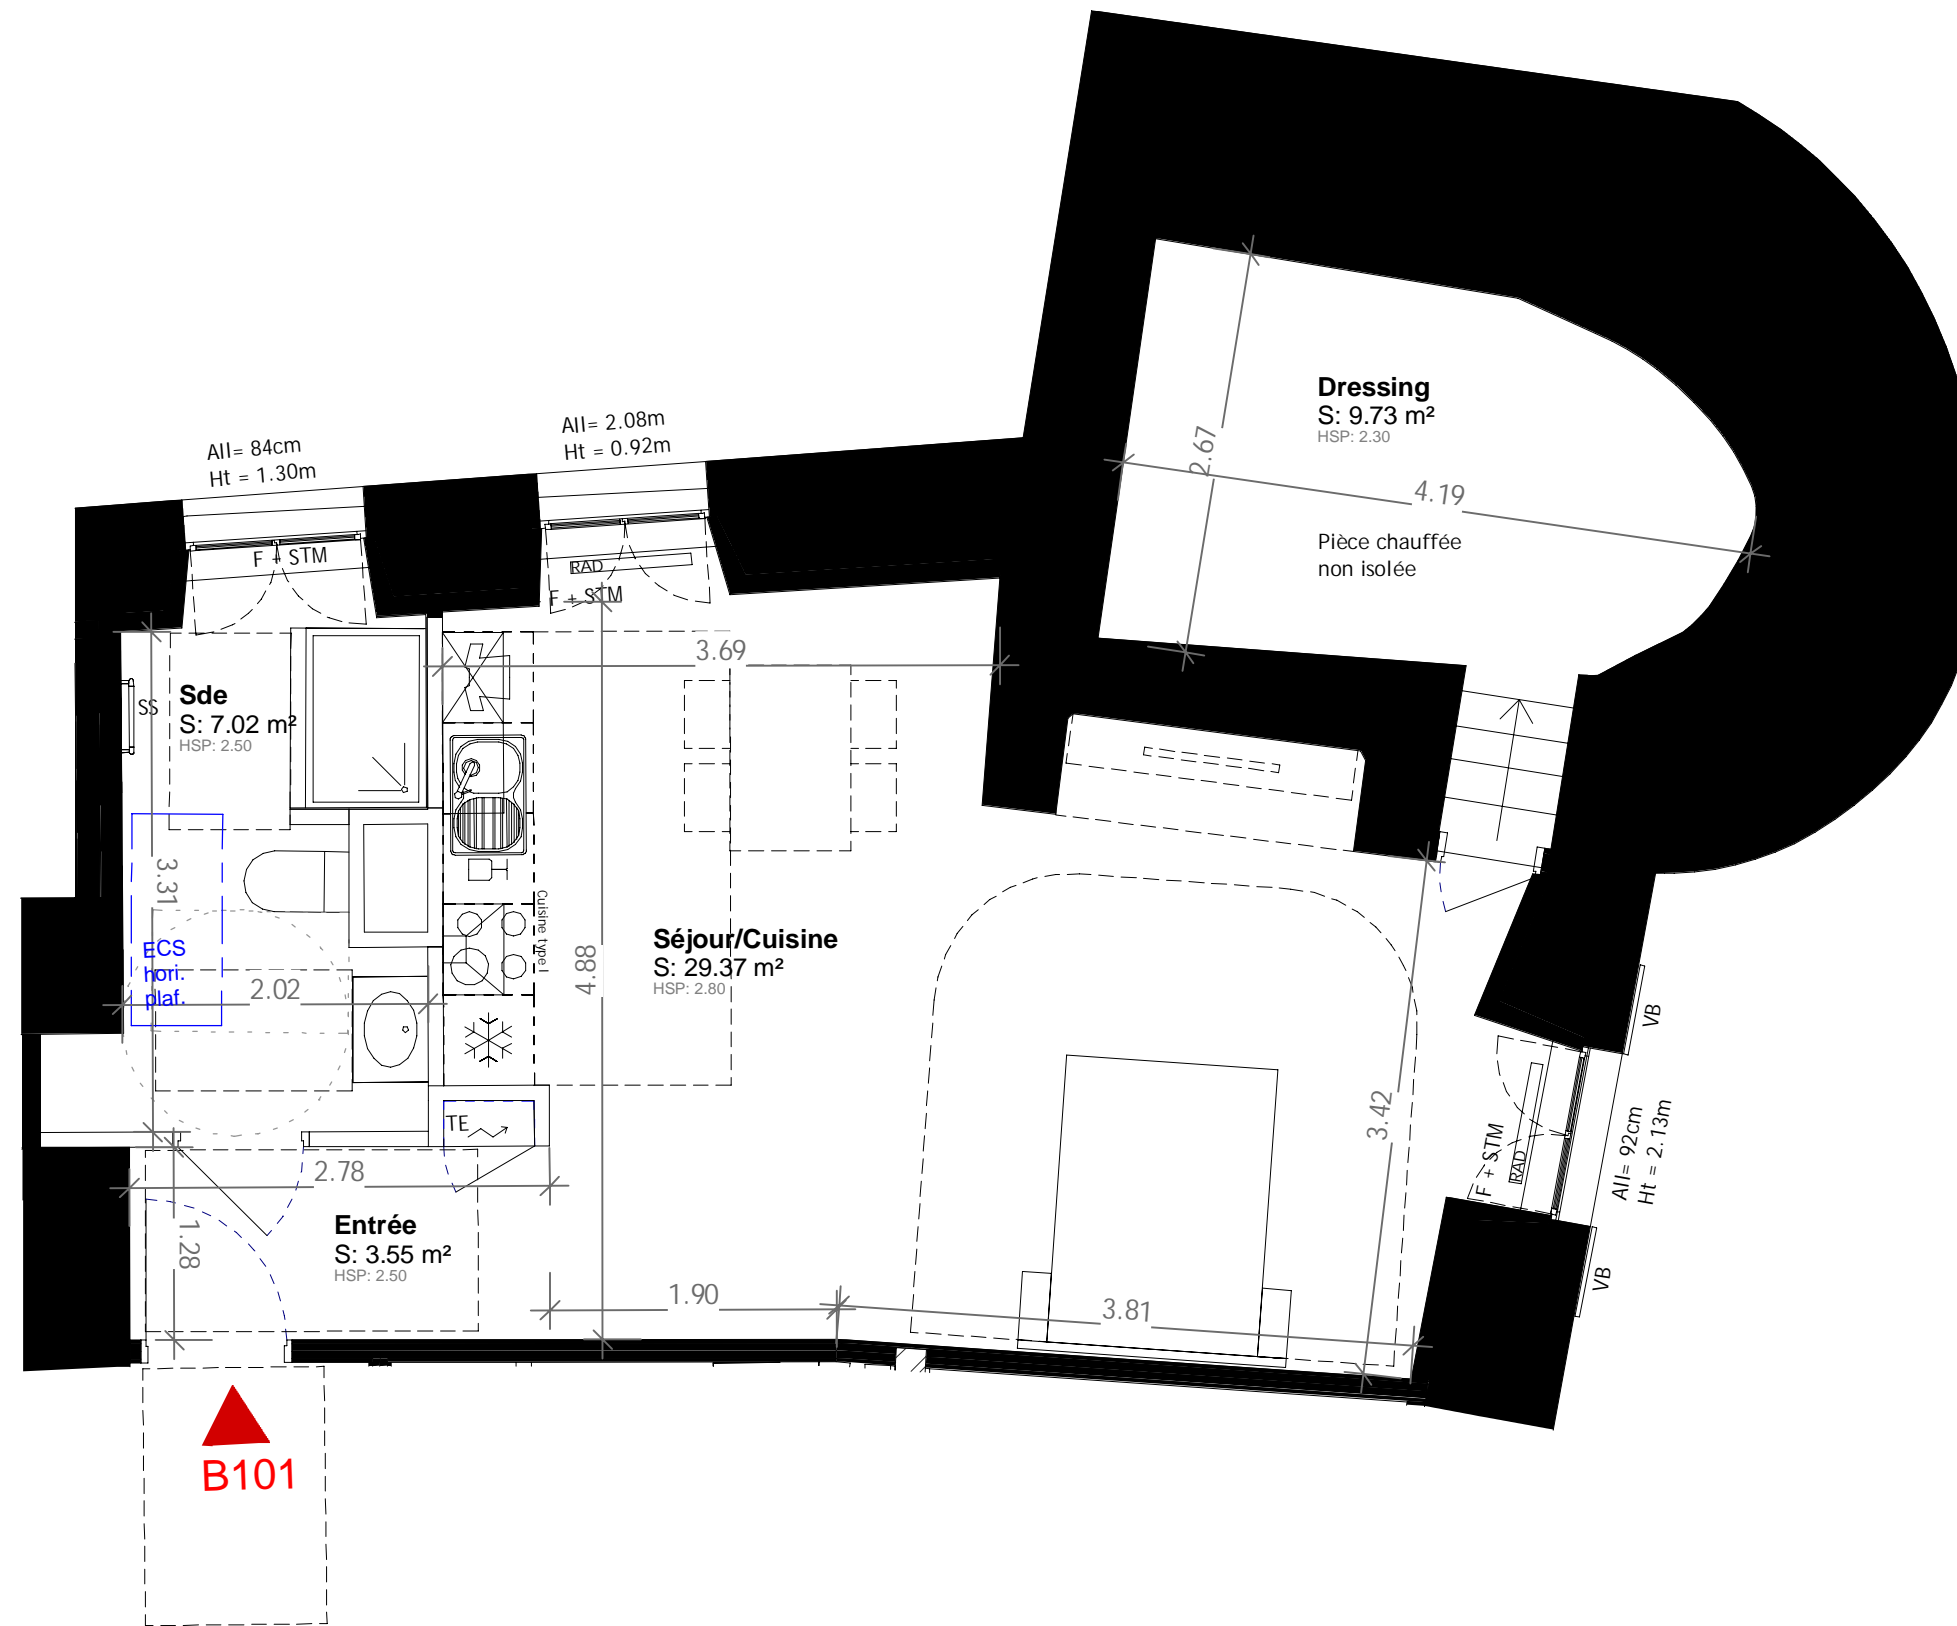 Dressing
S: 9.73 m²
HSP: 2.30
2.67
4.19
Pièce chauffée
non isolée
All= 84cm
Ht = 1.30m
All= 2.08m
Ht = 0.92m
F + STM
RAD
F + STM
3.69
SS
Sde
S: 7.02 m²
HSP: 2.50
3.31
ECS
hori.
plaf.
2.02
Cuisine type I
4.88
Séjour/Cuisine
S: 29.37 m²
HSP: 2.80
VB
3.42
F + STM
RAD
All= 92cm
Ht = 2.13m
VB
TE
2.78
1.28
Entrée
S: 3.55 m²
HSP: 2.50
1.90
3.81
B101